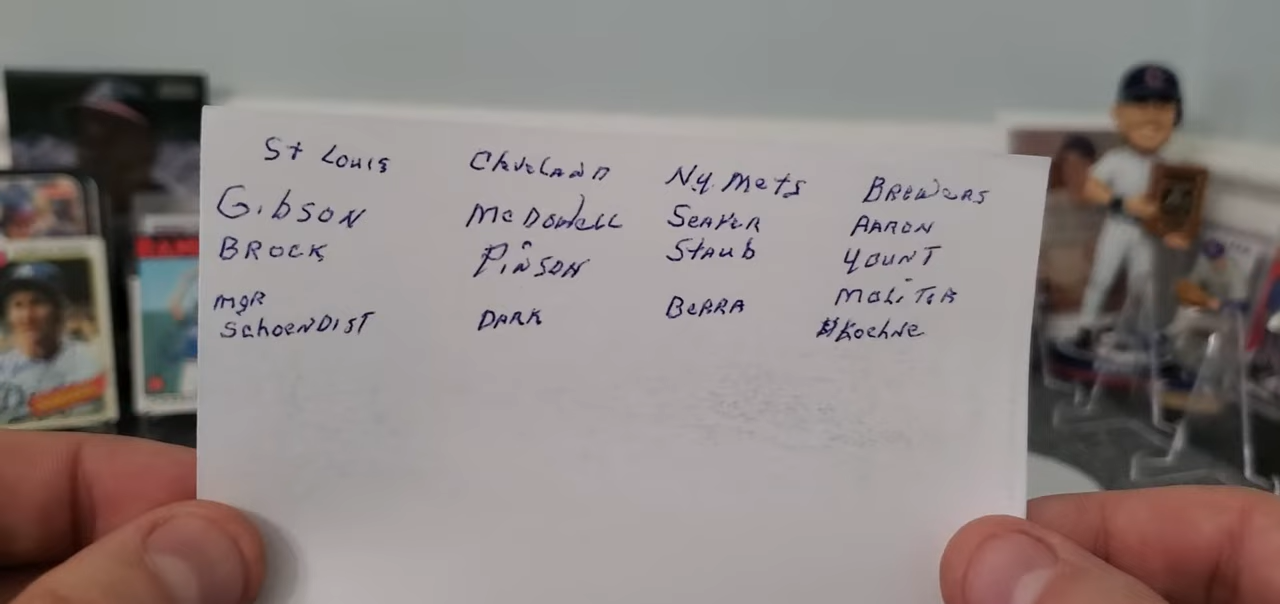 St Louis
Gibson
BROCK
mgR
SchoenDIST
Cleveland
McDowell
PinSON
DARK
Ny. Mets
SEAVER
Staub
BeRRA
BREWERS
AARON
YOUNT
MoliToR
Koehne